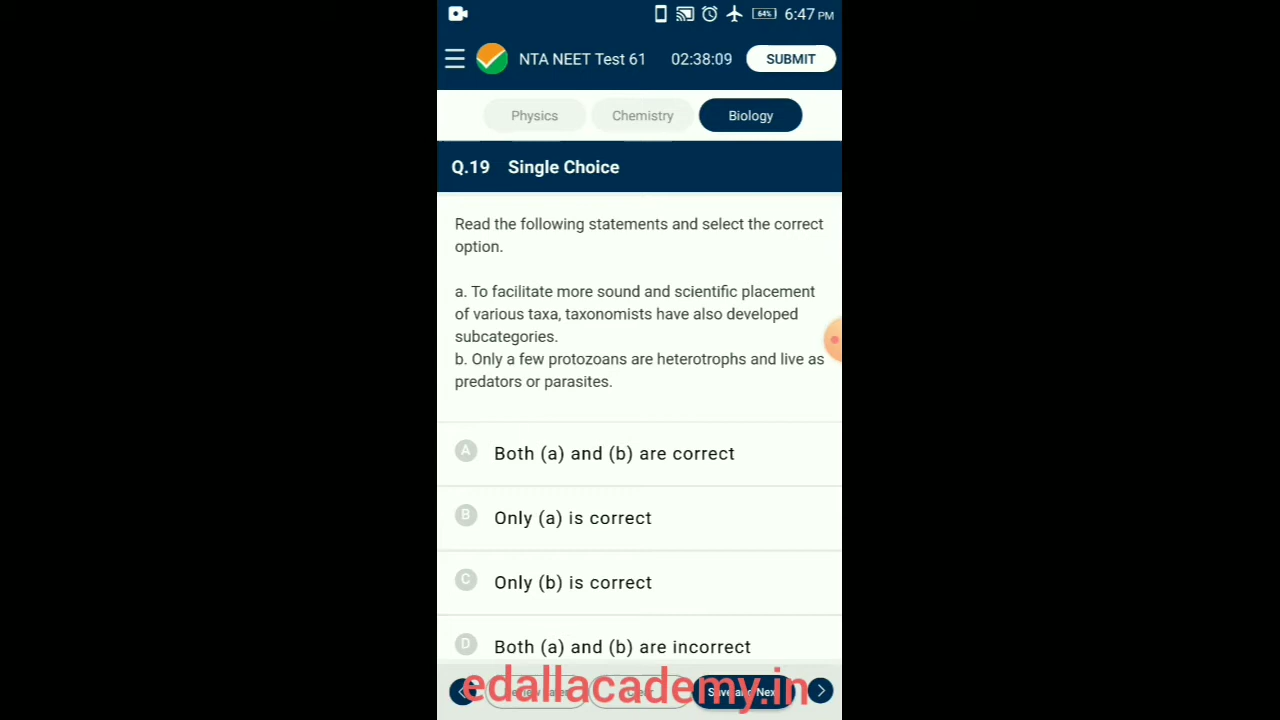 64% 6:47 PM
NTA NEET Test 61 02:38:09 SUBMIT
Physics Chemistry Biology
Q.19 Single Choice
Read the following statements and select the correct
option.
a. To facilitate more sound and scientific placement
of various taxa, taxonomists have also developed
subcategories.
b. Only a few protozoans are heterotrophs and live as
predators or parasites.
A Both (a) and (b) are correct
B Only (a) is correct
C Only (b) is correct
D Both (a) and (b) are incorrect
edallacademy.in